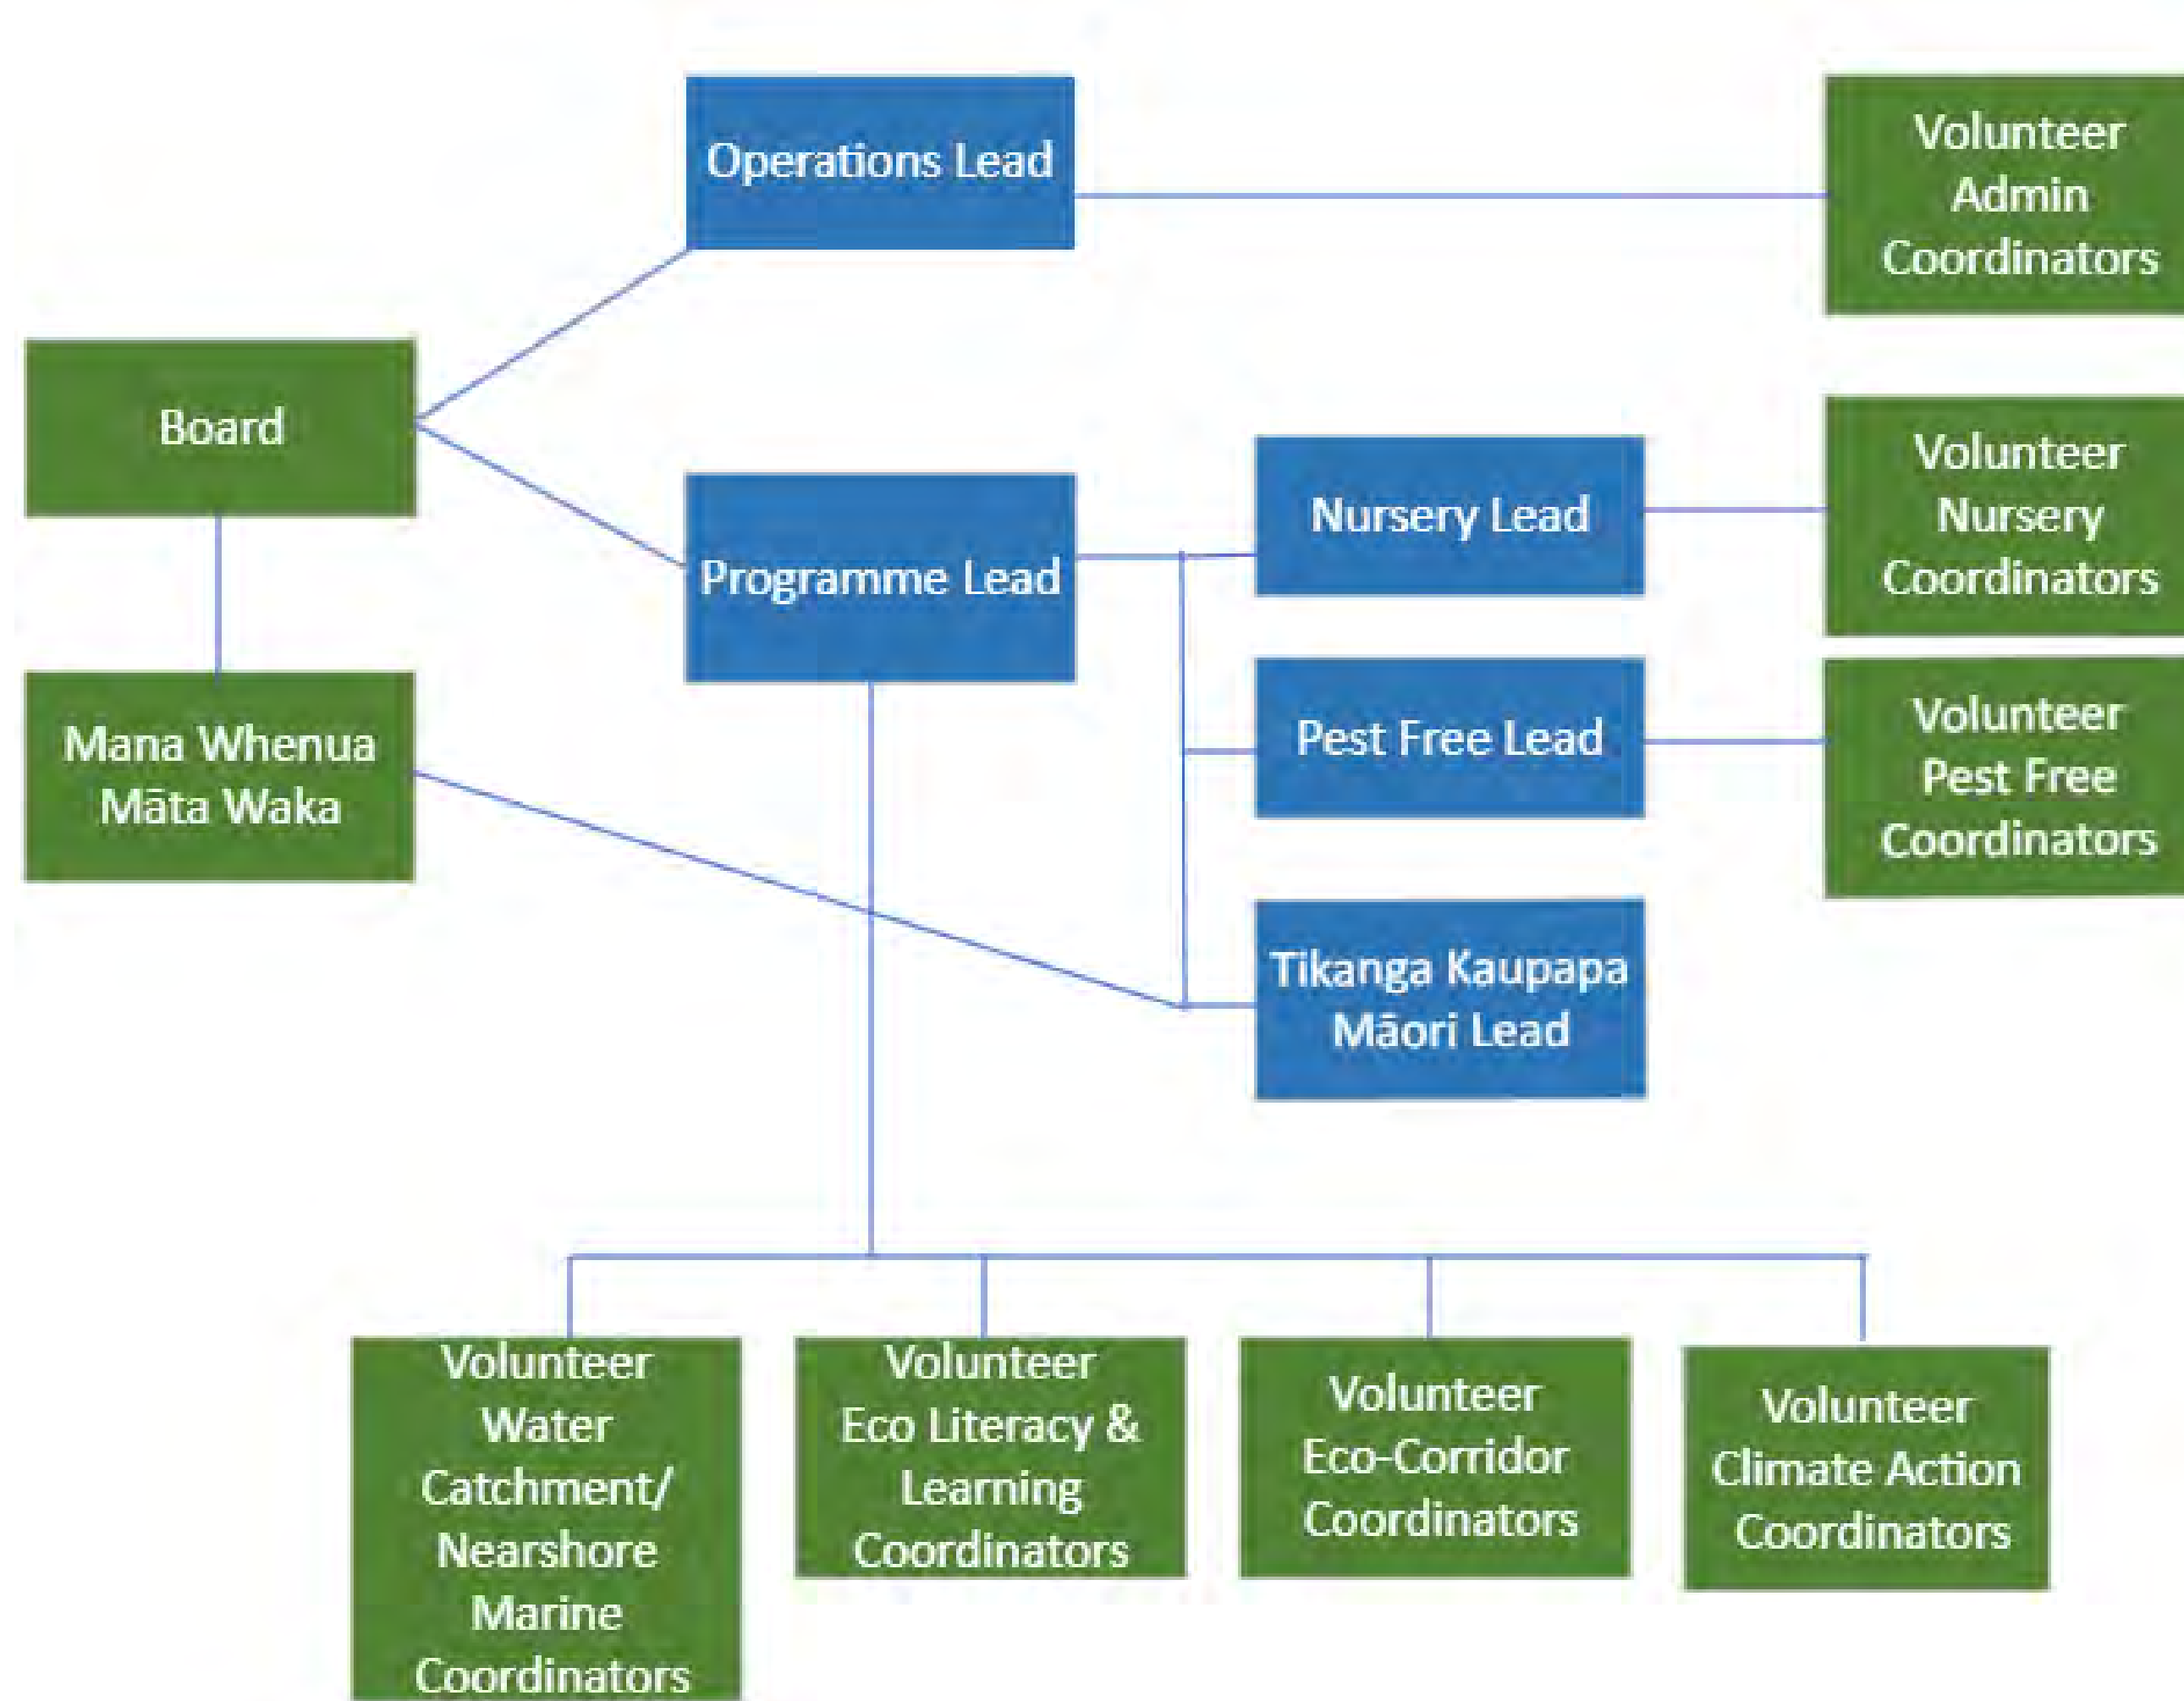 Operations Lead
Volunteer
Admin
Coordinators
Board
Programme Lead
Nursery Lead
Volunteer
Nursery
Coordinators
Mana Whenua
Māta Waka
Pest Free Lead
Volunteer
Pest Free
Coordinators
Tikanga Kaupapa
Māori Lead
Volunteer
Water
Catchment/
Nearshore
Marine
Coordinators
Volunteer
Eco Literacy &
Learning
Coordinators
Volunteer
Eco-Corridor
Coordinators
Volunteer
Climate Action
Coordinators